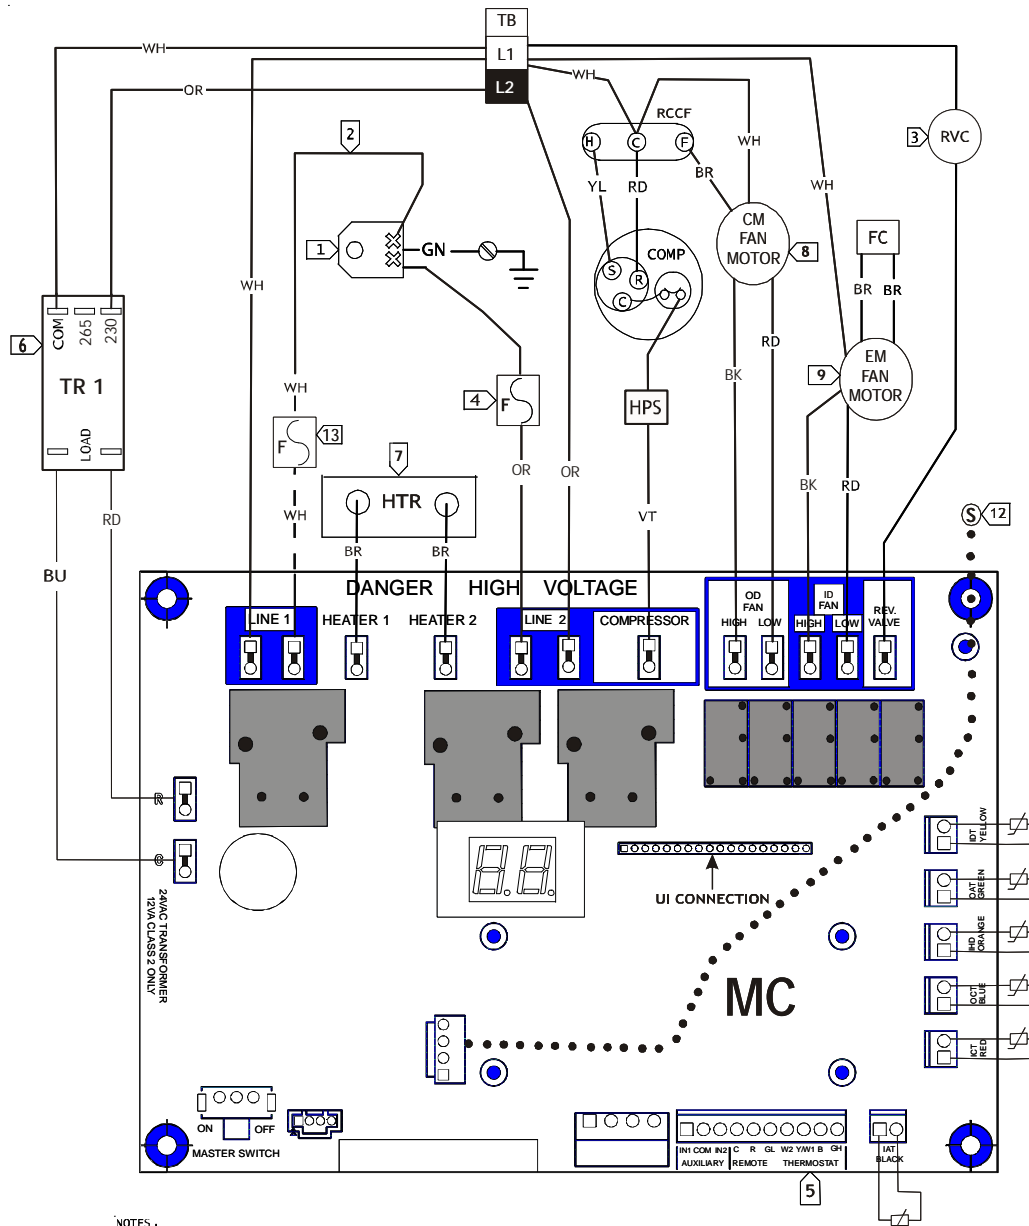 TB
WH
L1
WH
OR
L2
RCCF
2
H
C
F
WH
3
RVC
YL
RD
BR
WH
CM
FAN
MOTOR
8
FC
1
GN
COMP
WH
S
R
C
BR
BR
COM
265
230
6
RD
TR 1
EM
FAN
MOTOR
9
BK
WH
4
F
HPS
LOAD
F
13
7
OR
OR
BK
RD
HTR
RD
WH
VT
S
12
BR
BR
BU
DANGER HIGH VOLTAGE
LINE 1
HEATER 1
HEATER 2
LINE 2
COMPRESSOR
OD
FAN
HIGH
LOW
ID
FAN
HIGH
LOW
REV.
VALVE
R
C
24VAC TRANSFORMER
12VA CLASS 2 ONLY
UI CONNECTION
IDT
YELLOW
OAT
GREEN
IHD
ORANGE
OCT
BLUE
ICT
RED
MC
ON
OFF
MASTER SWITCH
IN1 COM IN2 C R GL W2 Y/W1 B GH
AUXILIARY REMOTE THERMOSTAT
IAT
BLACK
5
NOTES :